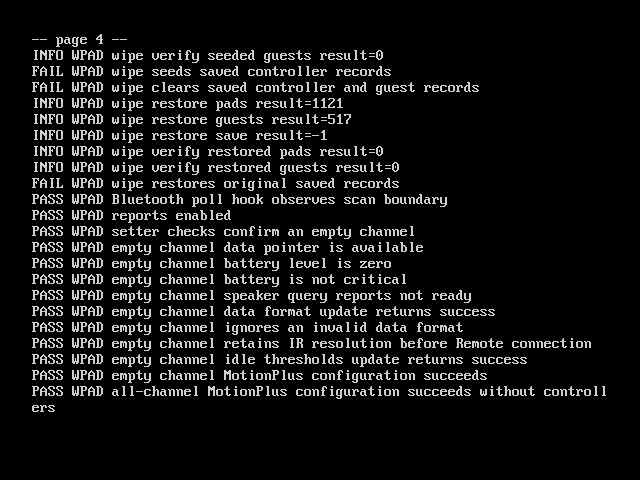 -- page 4 --
INFO WPAD wipe verify seeded guests result=0
FAIL WPAD wipe seeds saved controller records
FAIL WPAD wipe clears saved controller and guest records
INFO WPAD wipe restore pads result=1121
INFO WPAD wipe restore guests result=517
INFO WPAD wipe restore save result=-1
INFO WPAD wipe verify restored pads result=0
INFO WPAD wipe verify restored guests result=0
FAIL WPAD wipe restores original saved records
PASS WPAD Bluetooth poll hook observes scan boundary
PASS WPAD reports enabled
PASS WPAD setter checks confirm an empty channel
PASS WPAD empty channel data pointer is available
PASS WPAD empty channel battery level is zero
PASS WPAD empty channel battery is not critical
PASS WPAD empty channel speaker query reports not ready
PASS WPAD empty channel data format update returns success
PASS WPAD empty channel ignores an invalid data format
PASS WPAD empty channel retains IR resolution before Remote connection
PASS WPAD empty channel idle thresholds update returns success
PASS WPAD empty channel MotionPlus configuration succeeds
PASS WPAD all-channel MotionPlus configuration succeeds without controll
ers